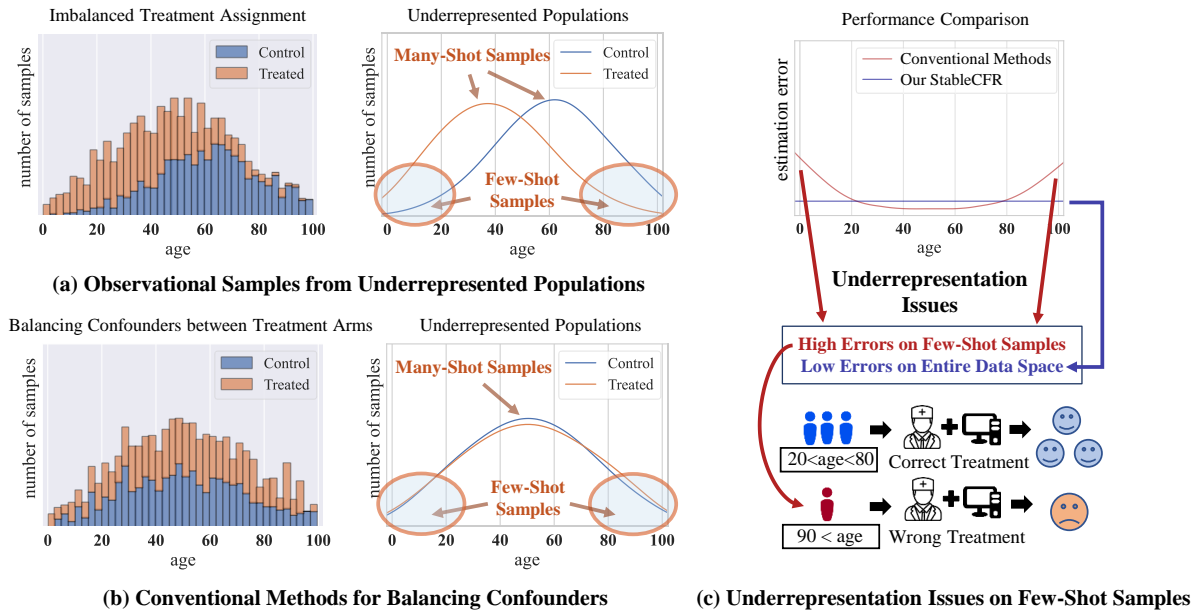 Imbalanced Treatment Assignment
number of samples
Control
Treated
0 20 40 60 80 100
age
Underrepresented Populations
number of samples
Control
Treated
Many-Shot Samples
Few-Shot
Samples
0 20 40 60 80 100
age
(a) Observational Samples from Underrepresented Populations
Balancing Confounders between Treatment Arms
number of samples
Control
Treated
0 20 40 60 80 100
age
Underrepresented Populations
number of samples
Control
Treated
Many-Shot Samples
Few-Shot
Samples
0 20 40 60 80 100
age
(b) Conventional Methods for Balancing Confounders
Performance Comparison
estimation error
Conventional Methods
Our StableCFR
0 20 40 60 80 100
age
Underrepresentation
Issues
High Errors on Few-Shot Samples
Low Errors on Entire Data Space
20<age<80
Correct Treatment
90 < age
Wrong Treatment
(c) Underrepresentation Issues on Few-Shot Samples